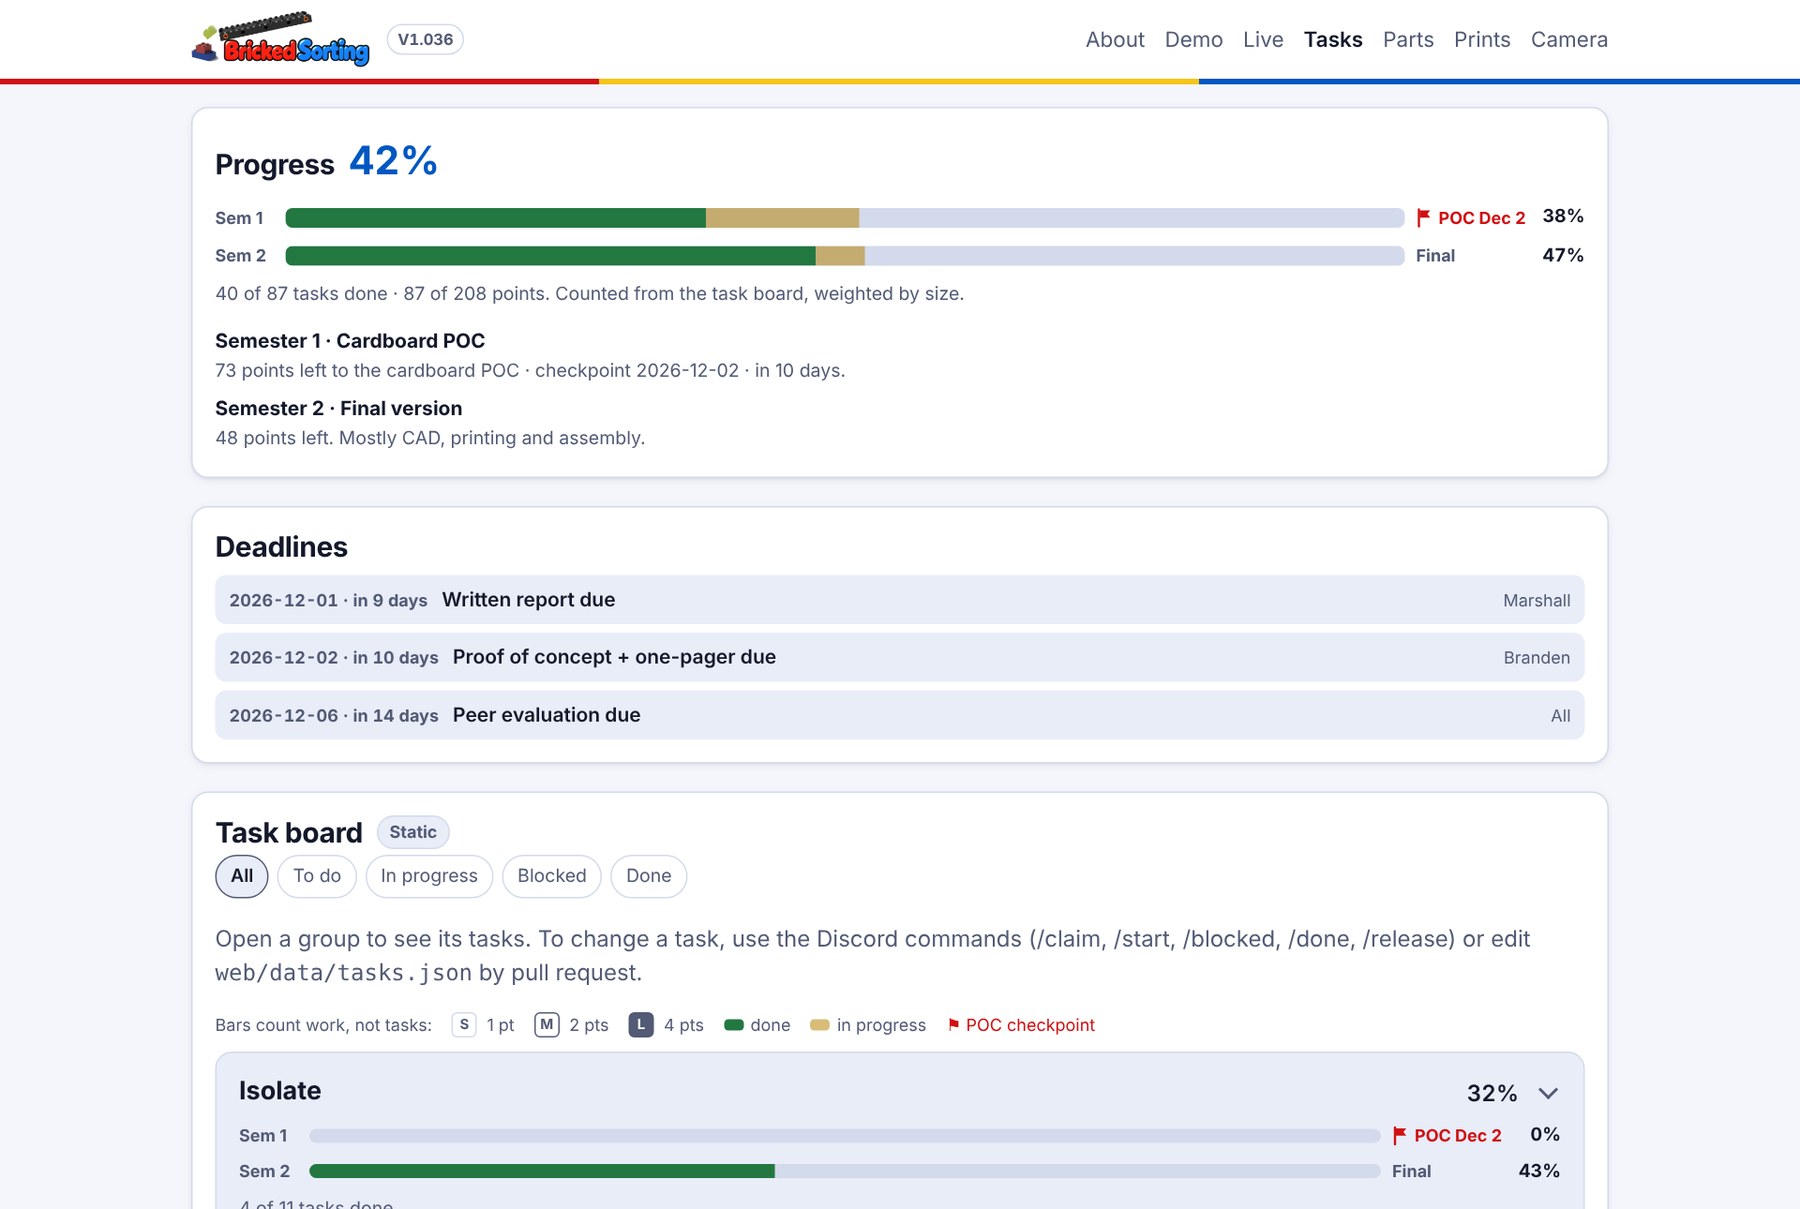 BrickedSorting V1.036 About Demo Live Tasks Parts Prints Camera
Progress 42%
Sem 1 POC Dec 2 38%
Sem 2 Final 47%
40 of 87 tasks done · 87 of 208 points. Counted from the task board, weighted by size.
Semester 1 · Cardboard POC
73 points left to the cardboard POC · checkpoint 2026-12-02 · in 10 days.
Semester 2 · Final version
48 points left. Mostly CAD, printing and assembly.
Deadlines
2026-12-01 · in 9 days Written report due Marshall
2026-12-02 · in 10 days Proof of concept + one-pager due Branden
2026-12-06 · in 14 days Peer evaluation due All
Task board Static
All To do In progress Blocked Done
Open a group to see its tasks. To change a task, use the Discord commands (/claim, /start, /blocked, /done, /release) or edit
web/data/tasks.json by pull request.
Bars count work, not tasks: S 1 pt M 2 pts L 4 pts done in progress POC checkpoint
Isolate 32%
Sem 1 POC Dec 2 0%
Sem 2 Final 43%
4 of 11 tasks done